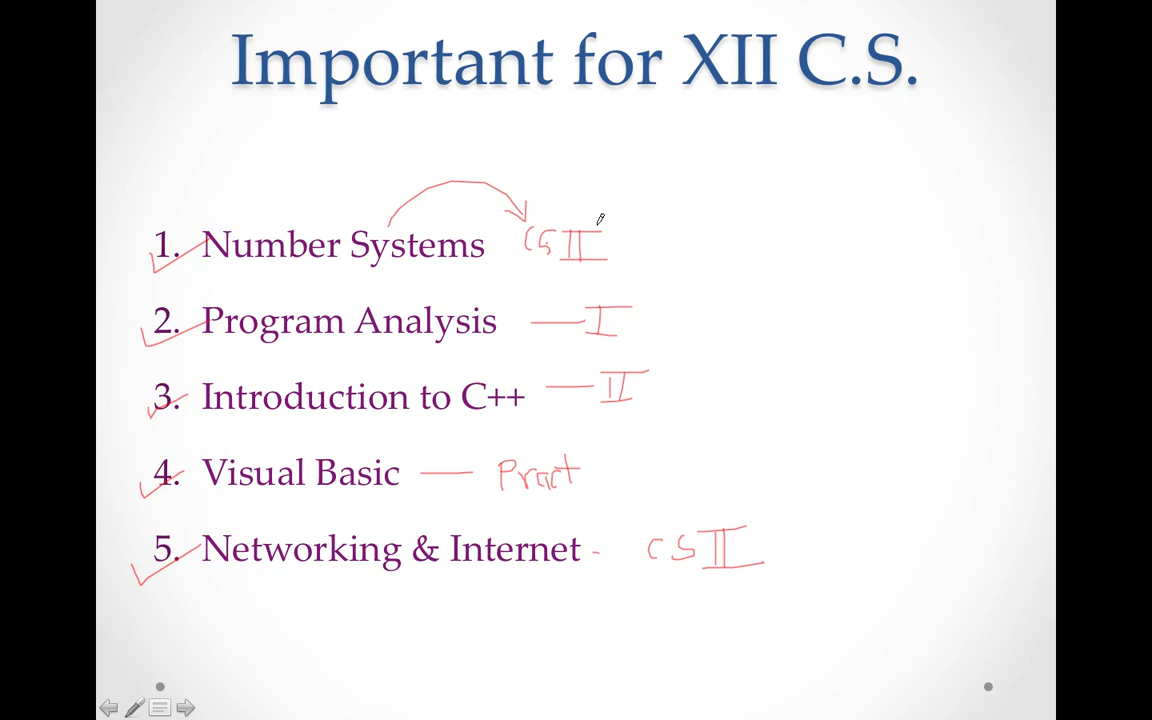 Important for XII C.S.
1. Number Systems CS II
2. Program Analysis — I
3. Introduction to C++ — II
4. Visual Basic — Pract
5. Networking & Internet - CS II